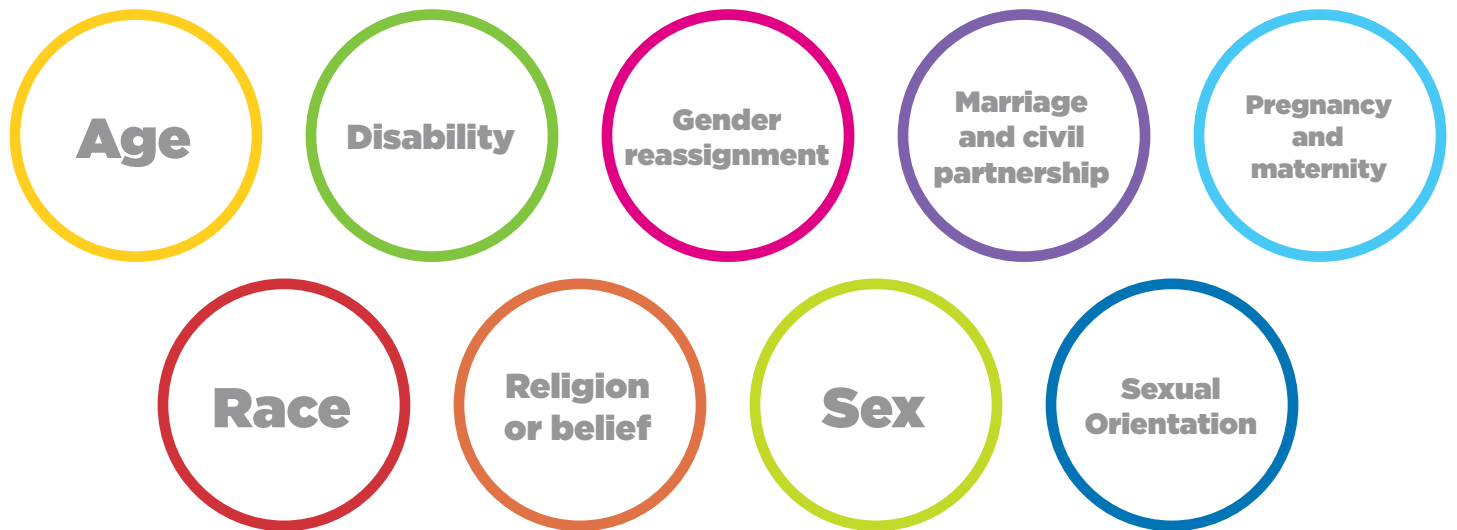 Age
Disability
Gender
reassignment
Marriage
and civil
partnership
Pregnancy
and
maternity
Race
Religion
or belief
Sex
Sexual
Orientation